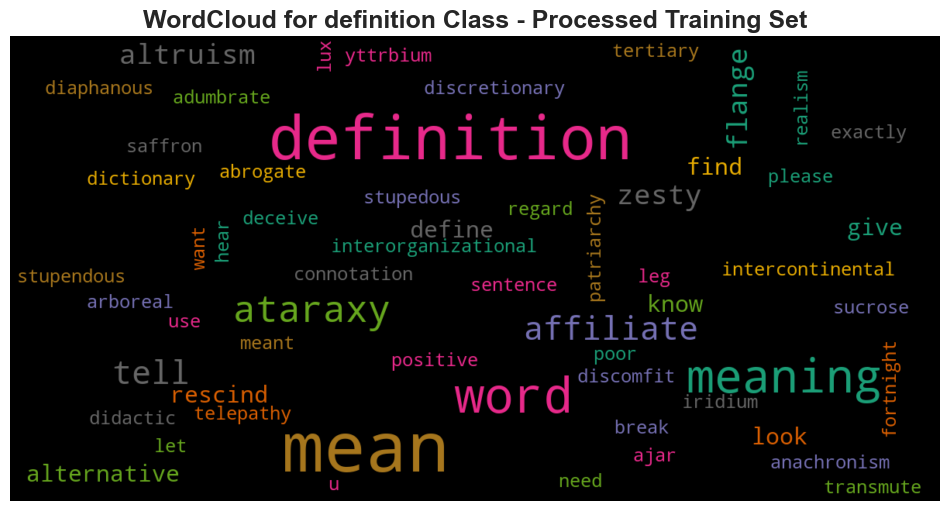 WordCloud for definition Class - Processed Training Set
altruism
lux
yttrbium
tertiary
flange
realism
diaphanous
adumbrate
discretionary
definition
exactly
saffron
find
please
dictionary
abrogate
stupedous
zesty
regard
patriarchy
deceive
define
give
want
hear
interorganizational
stupendous
connotation
sentence
leg
intercontinental
arboreal
ataraxy
know
sucrose
use
affiliate
meant
positive
poor
fortnight
tell
discomfit
meaning
rescind
word
iridium
didactic
telepathy
break
look
let
mean
ajar
anachronism
alternative
u
need
transmute